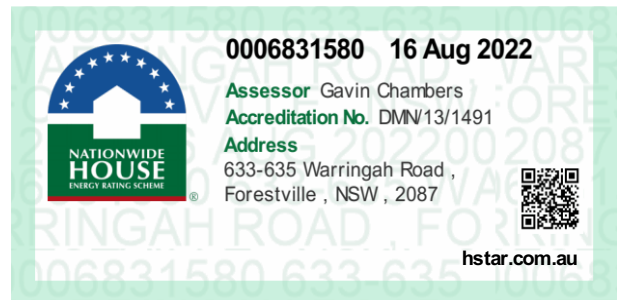 0006831580 16 Aug 2022
Assessor Gavin Chambers
Accreditation No. DMN/13/1491
Address
633-635 Warringah Road ,
Forestville , NSW , 2087
NATIONWIDE
HOUSE
ENERGY RATING SCHEME
®
hstar.com.au